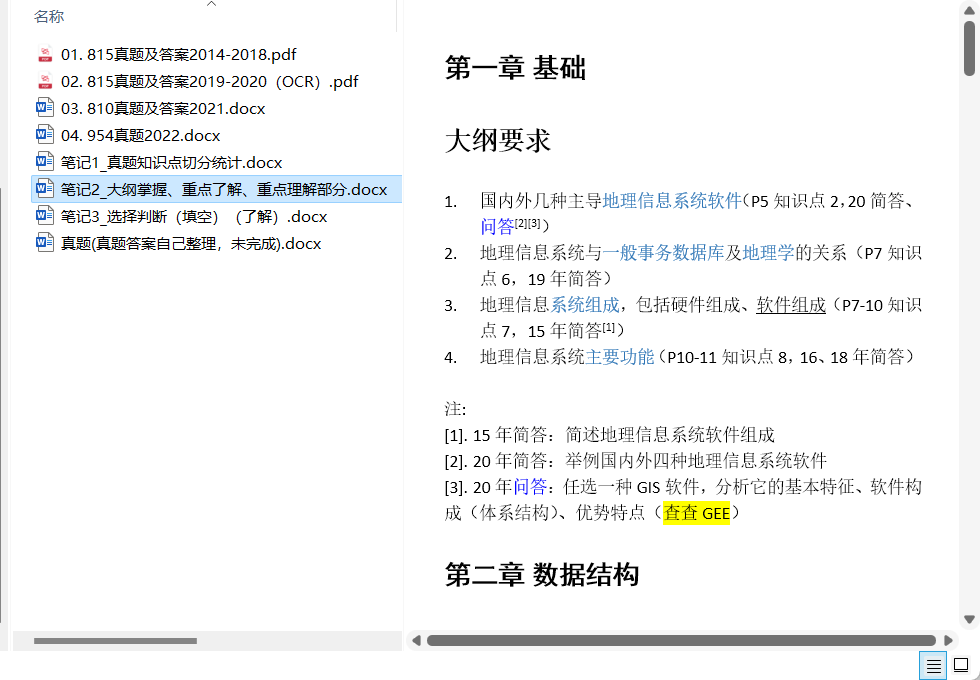 名称
01. 815真题及答案2014-2018.pdf
02. 815真题及答案2019-2020（OCR）.pdf
03. 810真题及答案2021.docx
04. 954真题2022.docx
笔记1_真题知识点切分统计.docx
笔记2_大纲掌握、重点了解、重点理解部分.docx
笔记3_选择判断（填空）（了解）.docx
真题(真题答案自己整理，未完成).docx
第一章 基础
大纲要求
1. 国内外几种主导地理信息系统软件（P5 知识点 2，20 简答、
问答[2][3]）
2. 地理信息系统与一般事务数据库及地理学的关系（P7 知识
点 6，19 年简答）
3. 地理信息系统组成，包括硬件组成、软件组成（P7-10 知识
点 7，15 年简答[1]）
4. 地理信息系统主要功能（P10-11 知识点 8，16、18 年简答）
注:
[1]. 15 年简答：简述地理信息系统软件组成
[2]. 20 年简答：举例国内外四种地理信息系统软件
[3]. 20 年问答：任选一种 GIS 软件，分析它的基本特征、软件构
成（体系结构）、优势特点（查查 GEE）
第二章 数据结构